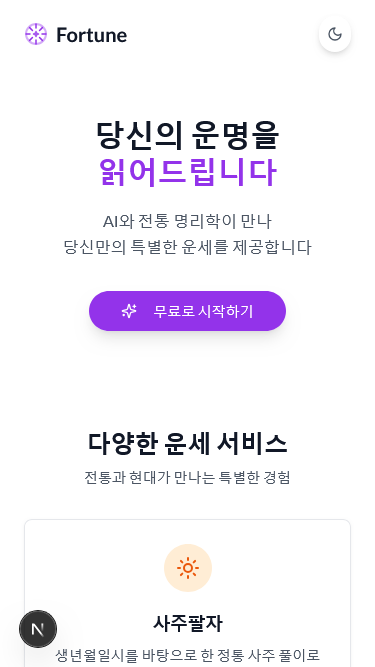 Fortune
당신의 운명을
읽어드립니다
AI와 전통 명리학이 만나
당신만의 특별한 운세를 제공합니다
무료로 시작하기
다양한 운세 서비스
전통과 현대가 만나는 특별한 경험
사주팔자
N
생년월일시를 바탕으로 한 정통 사주 풀이로